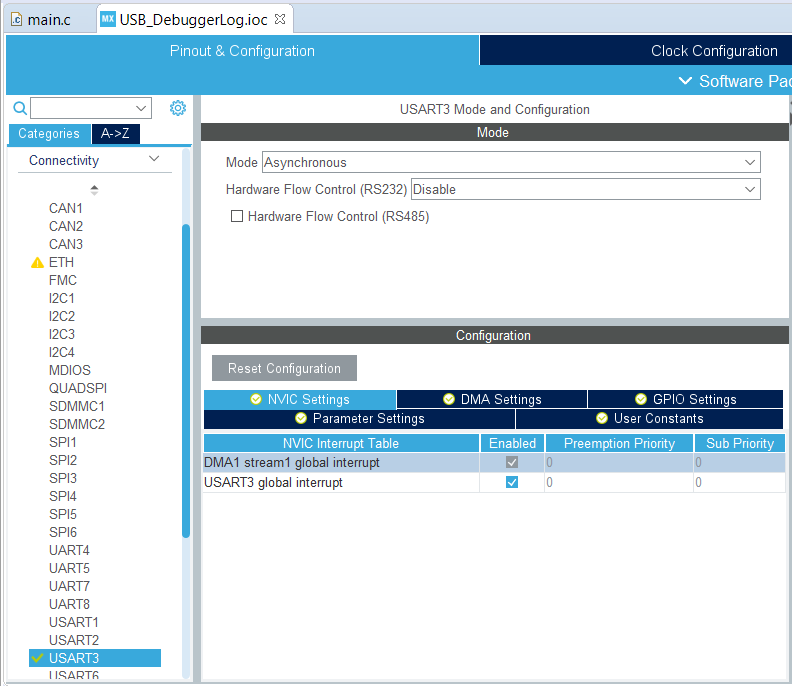 main.c
MX USB_DebuggerLog.ioc
Pinout & Configuration
Clock Configuration
Software Pac
Categories
A->Z
Connectivity
CAN1
CAN2
CAN3
ETH
FMC
I2C1
I2C2
I2C3
I2C4
MDIOS
QUADSPI
SDMMC1
SDMMC2
SPI1
SPI2
SPI3
SPI4
SPI5
SPI6
UART4
UART5
UART7
UART8
USART1
USART2
USART3
USART6
USART3 Mode and Configuration
Mode
Mode Asynchronous
Hardware Flow Control (RS232) Disable
Hardware Flow Control (RS485)
Configuration
Reset Configuration
NVIC Settings
DMA Settings
GPIO Settings
Parameter Settings
User Constants
NVIC Interrupt Table Enabled Preemption Priority Sub Priority
DMA1 stream1 global interrupt 0 0
USART3 global interrupt 0 0